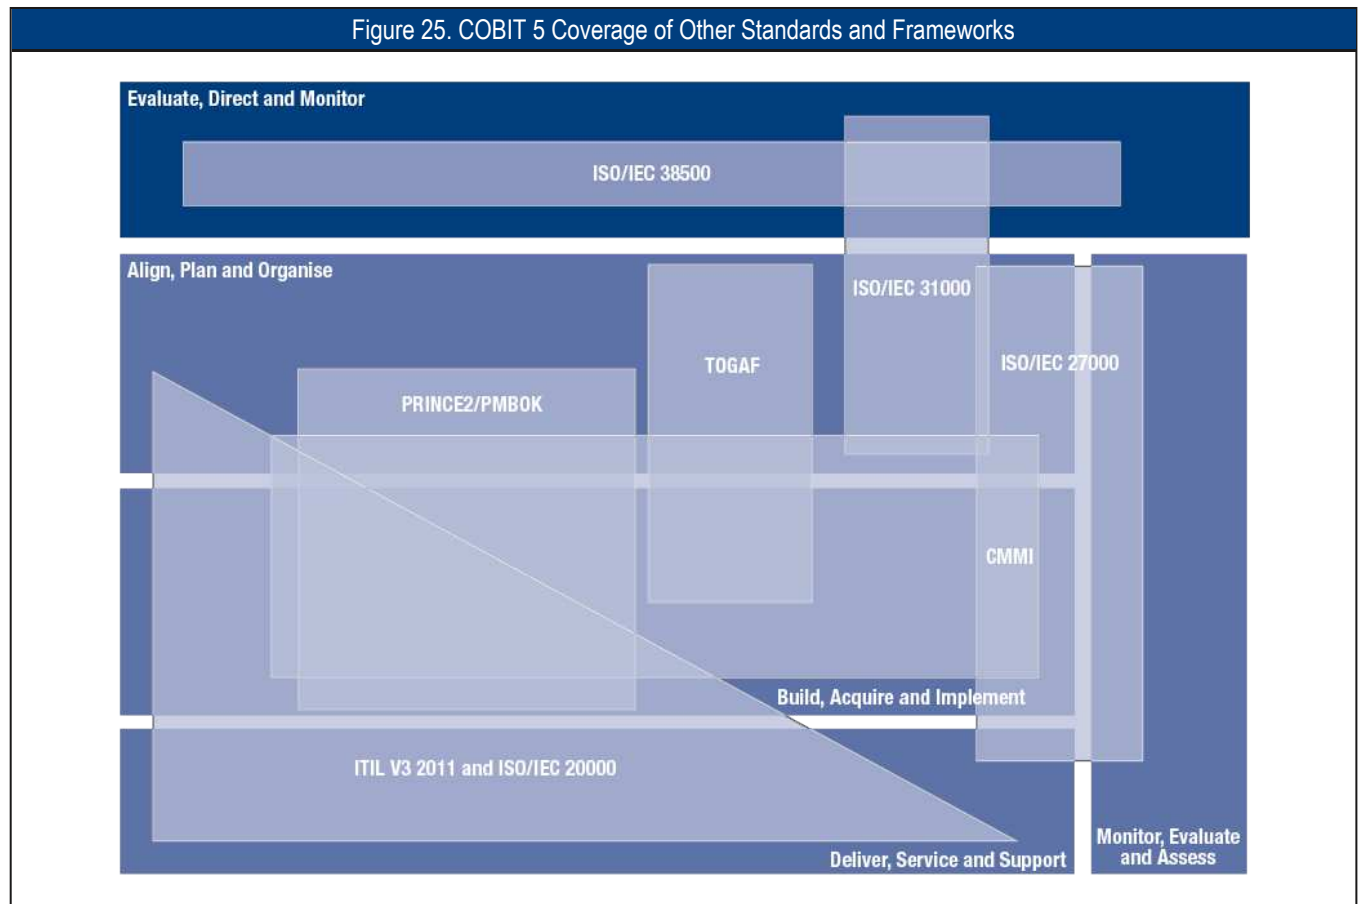 Figure 25. COBIT 5 Coverage of Other Standards and Frameworks
Evaluate, Direct and Monitor
ISO/IEC 38500
Align, Plan and Organise
ISO/IEC 31000
TOGAF
ISO/IEC 27000
PRINCE2/PMBOK
CMMI
Build, Acquire and Implement
ITIL V3 2011 and ISO/IEC 20000
Deliver, Service and Support
Monitor, Evaluate
and Assess